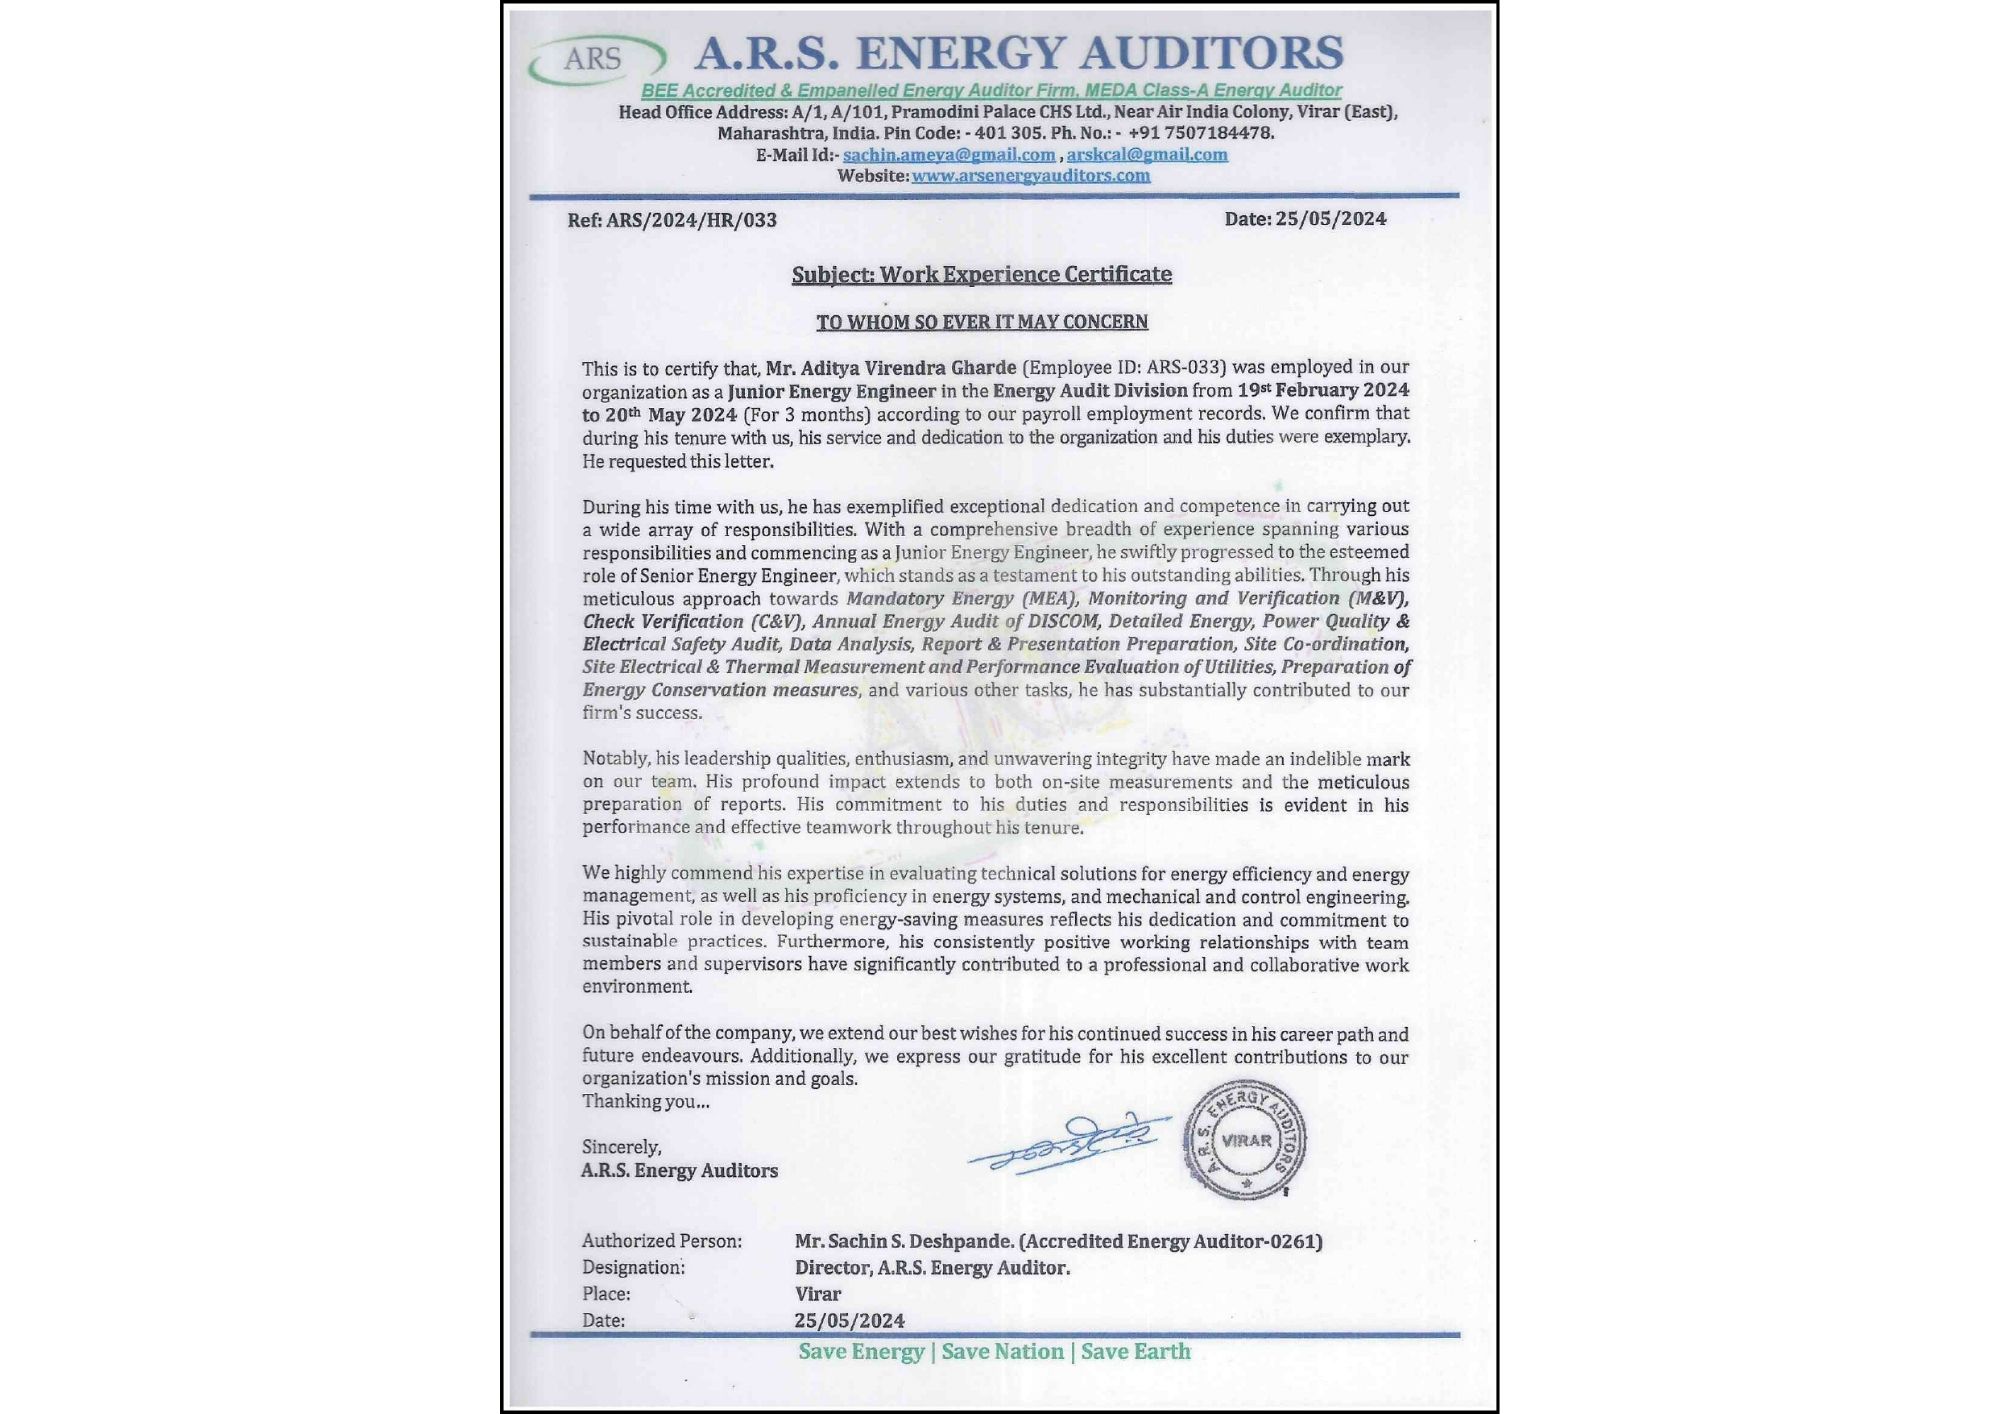 ARS
A.R.S. ENERGY AUDITORS
BEE Accredited & Empanelled Energy Auditor Firm, MEDA Class-A Energy Auditor
Head Office Address: A/1, A/101, Pramodini Palace CHS Ltd., Near Air India Colony, Virar (East),
Maharashtra, India. Pin Code: - 401 305. Ph. No.: - +91 7507184478.
E-Mail Id:- sachin.ameya@gmail.com , arskcal@gmail.com
Website: www.arsenergyauditors.com
Ref: ARS/2024/HR/033 Date: 25/05/2024
Subject: Work Experience Certificate
TO WHOM SO EVER IT MAY CONCERN
This is to certify that, Mr. Aditya Virendra Gharde (Employee ID: ARS-033) was employed in our
organization as a Junior Energy Engineer in the Energy Audit Division from 19st February 2024
to 20th May 2024 (For 3 months) according to our payroll employment records. We confirm that
during his tenure with us, his service and dedication to the organization and his duties were exemplary.
He requested this letter.
During his time with us, he has exemplified exceptional dedication and competence in carrying out
a wide array of responsibilities. With a comprehensive breadth of experience spanning various
responsibilities and commencing as a Junior Energy Engineer, he swiftly progressed to the esteemed
role of Senior Energy Engineer, which stands as a testament to his outstanding abilities. Through his
meticulous approach towards Mandatory Energy (MEA), Monitoring and Verification (M&V),
Check Verification (C&V), Annual Energy Audit of DISCOM, Detailed Energy, Power Quality &
Electrical Safety Audit, Data Analysis, Report & Presentation Preparation, Site Co-ordination,
Site Electrical & Thermal Measurement and Performance Evaluation of Utilities, Preparation of
Energy Conservation measures, and various other tasks, he has substantially contributed to our
firm's success.
Notably, his leadership qualities, enthusiasm, and unwavering integrity have made an indelible mark
on our team. His profound impact extends to both on-site measurements and the meticulous
preparation of reports. His commitment to his duties and responsibilities is evident in his
performance and effective teamwork throughout his tenure.
We highly commend his expertise in evaluating technical solutions for energy efficiency and energy
management, as well as his proficiency in energy systems, and mechanical and control engineering.
His pivotal role in developing energy-saving measures reflects his dedication and commitment to
sustainable practices. Furthermore, his consistently positive working relationships with team
members and supervisors have significantly contributed to a professional and collaborative work
environment.
On behalf of the company, we extend our best wishes for his continued success in his career path and
future endeavours. Additionally, we express our gratitude for his excellent contributions to our
organization's mission and goals.
Thanking you...
Sincerely,
A.R.S. Energy Auditors
A.R.S. ENERGY AUDITORS
VIRAR
Authorized Person: Mr. Sachin S. Deshpande. (Accredited Energy Auditor-0261)
Designation: Director, A.R.S. Energy Auditor.
Place: Virar
Date: 25/05/2024
Save Energy | Save Nation | Save Earth